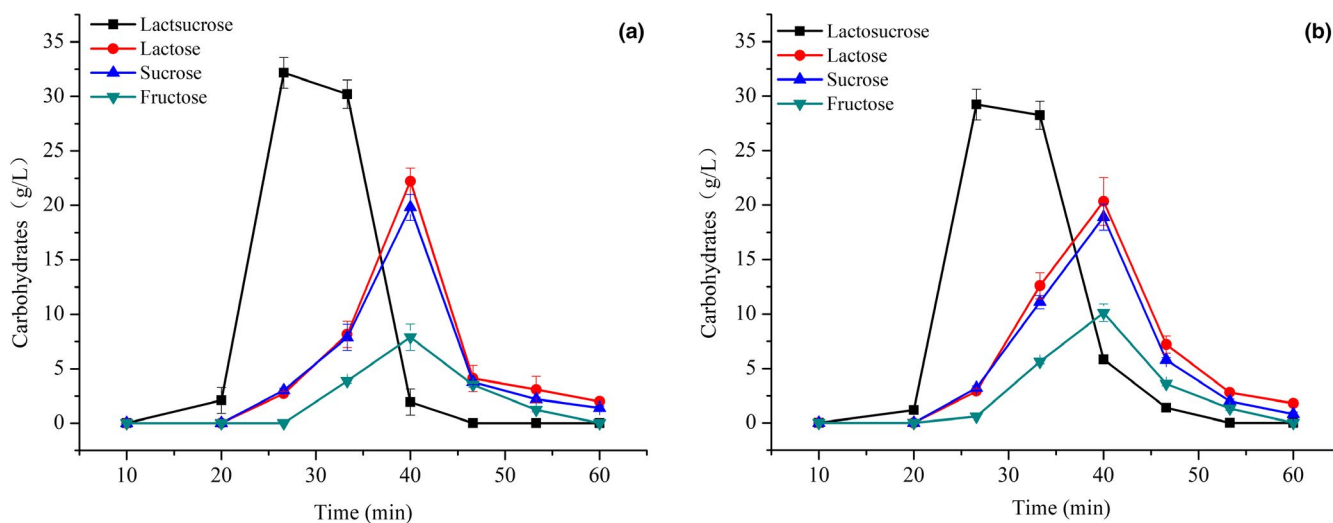 (a)
Lactsucrose
Lactose
Sucrose
Fructose
35
30
25
20
15
10
5
0
Carbohydrates（g/L）
10 20 30 40 50 60
Time (min)
(b)
Lactosucrose
Lactose
Sucrose
Fructose
35
30
25
20
15
10
5
0
Carbohydrates（g/L）
10 20 30 40 50 60
Time (min)